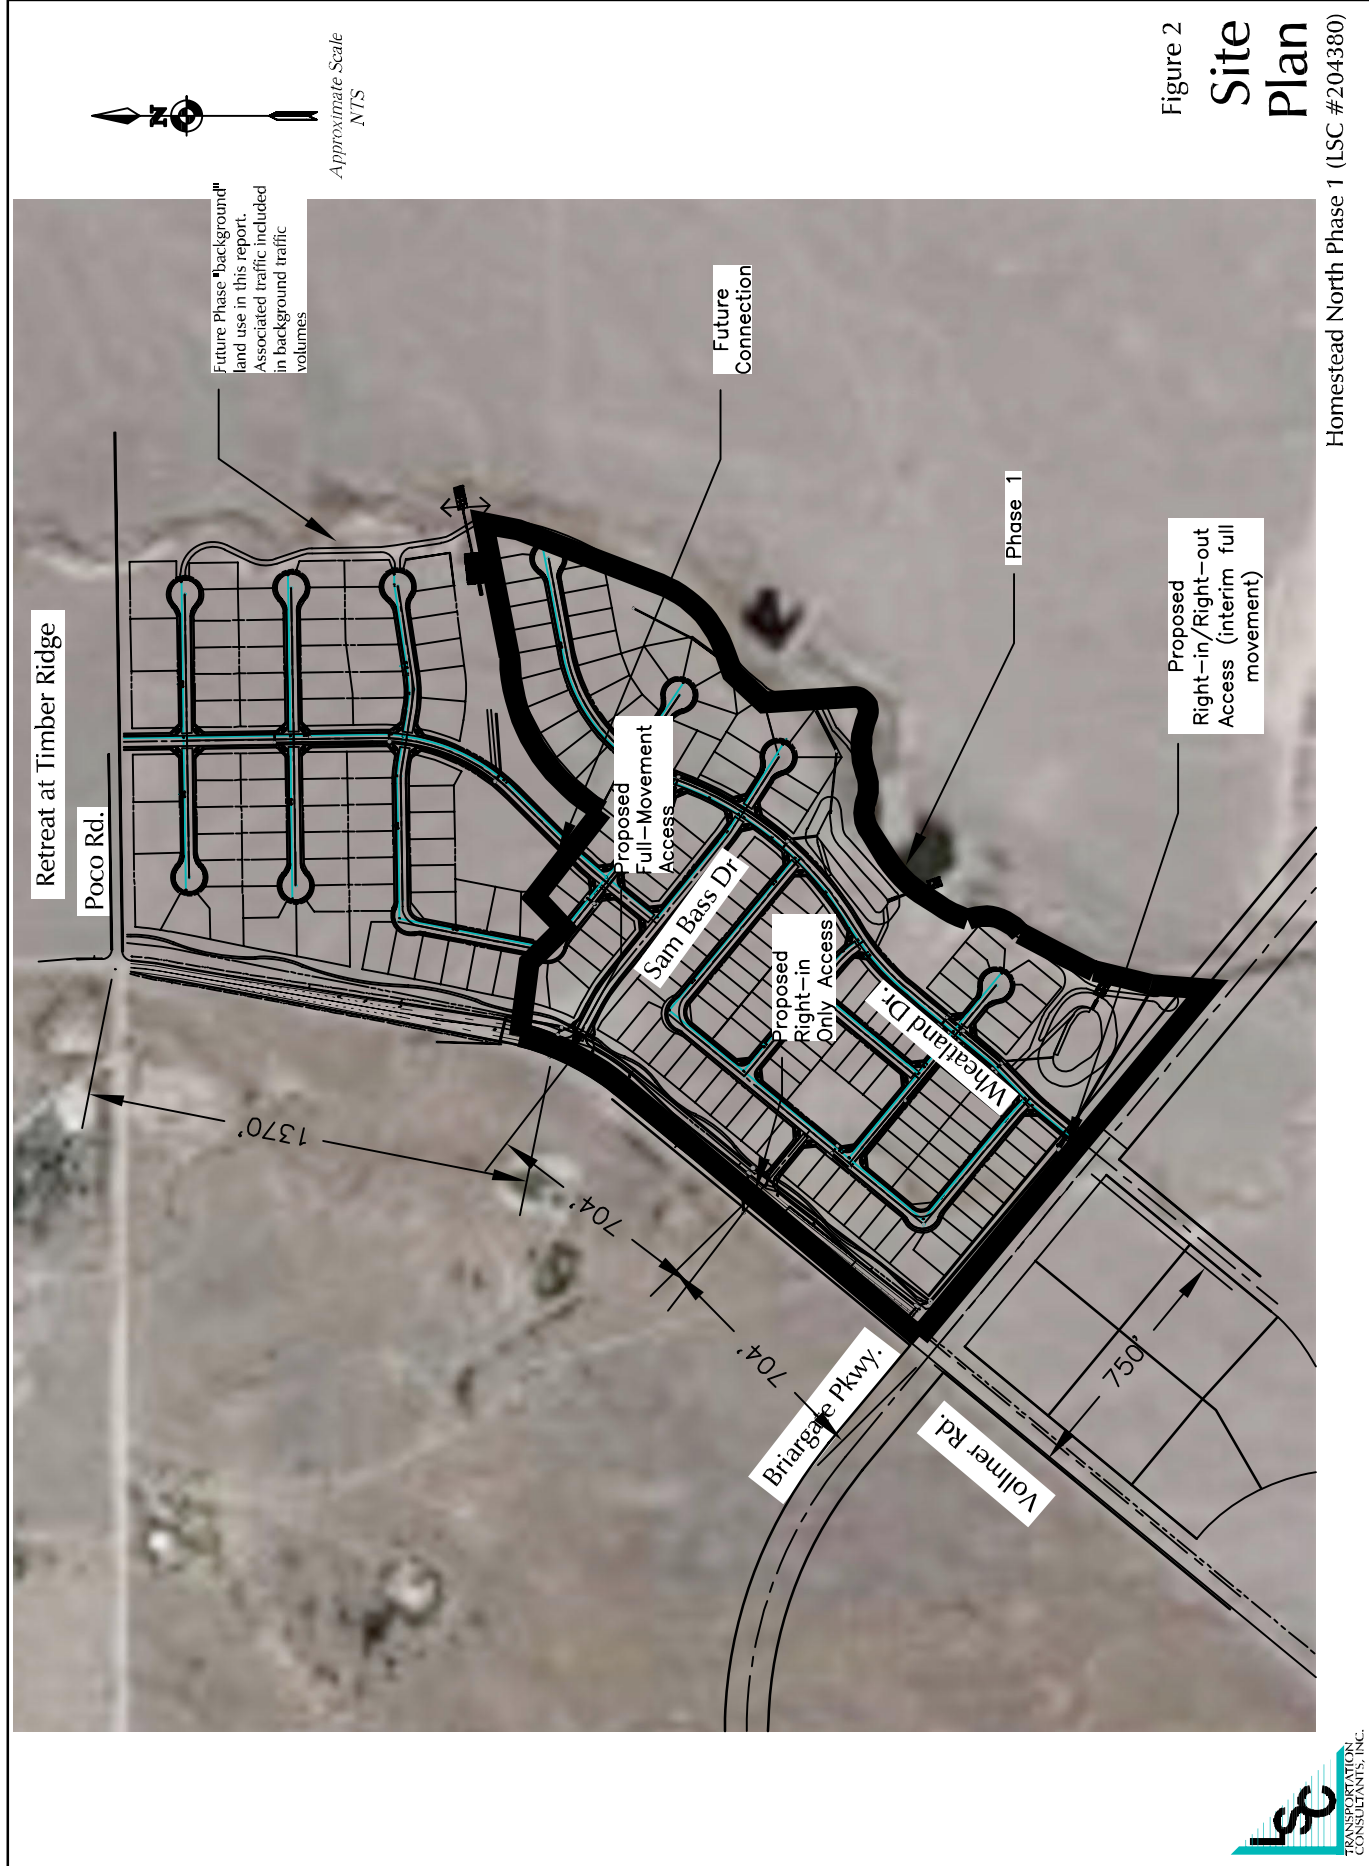 Retreat at Timber Ridge
Poco Rd.
Future Phase "background"
land use in this report.
Associated traffic included
in background traffic
volumes
N
Approximate Scale
NTS
Future
Connection
Proposed
Full-Movement
Access
Sam Bass Dr
Proposed
Right-in
Only Access
Wheatland Dr.
Phase 1
Proposed
Right-in/Right-out
Access (interim full
movement)
1370'
704'
704'
750'
Briargate Pkwy.
Vollmer Rd.
Figure 2
Site
Plan
Homestead North Phase 1 (LSC #204380)
LSC
TRANSPORTATION
CONSULTANTS, INC.